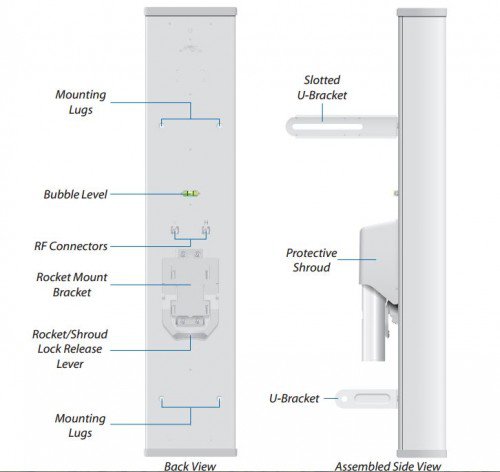 Mounting
Lugs
Bubble Level
RF Connectors
Rocket Mount
Bracket
Rocket/Shroud
Lock Release
Lever
Mounting
Lugs
Back View
Slotted
U-Bracket
Protective
Shroud
U-Bracket
Assembled Side View